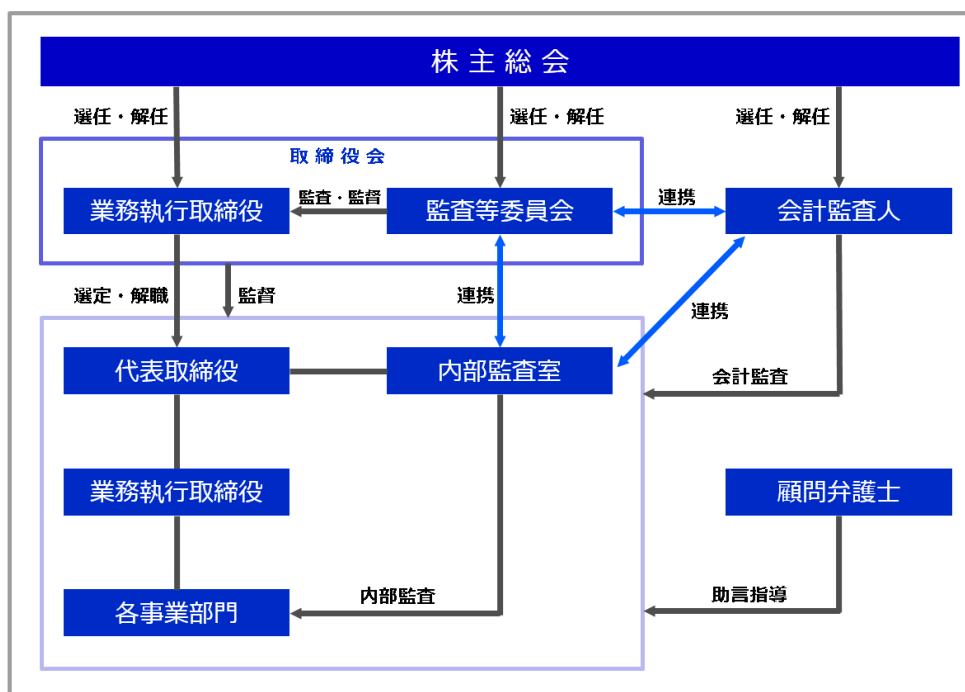 株主総会
選任・解任
選任・解任
選任・解任
取締役会
業務執行取締役
監査・監督
監査等委員会
連携
会計監査人
選定・解職
監督
連携
連携
代表取締役
内部監査室
会計監査
業務執行取締役
顧問弁護士
各事業部門
内部監査
助言指導